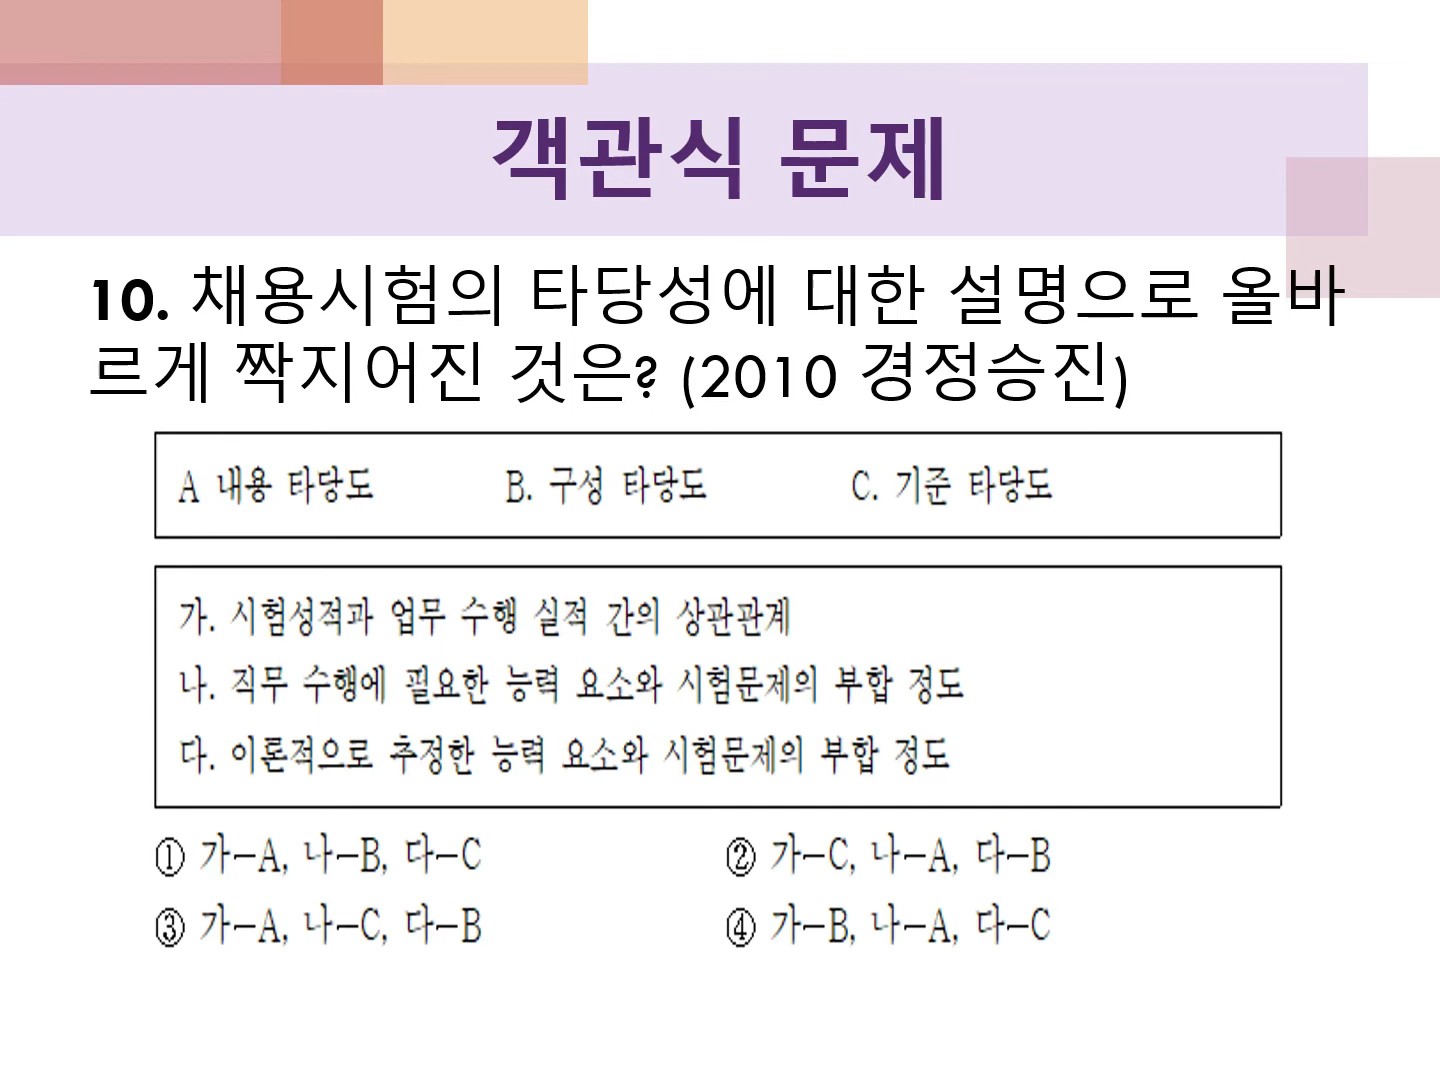 객관식 문제
10. 채용시험의 타당성에 대한 설명으로 올바
르게 짝지어진 것은? (2010 경정승진)
A 내용 타당도 B. 구성 타당도 C. 기준 타당도
가. 시험성적과 업무 수행 실적 간의 상관관계
나. 직무 수행에 필요한 능력 요소와 시험문제의 부합 정도
다. 이론적으로 추정한 능력 요소와 시험문제의 부합 정도
① 가-A, 나-B, 다-C ② 가-C, 나-A, 다-B
③ 가-A, 나-C, 다-B ④ 가-B, 나-A, 다-C